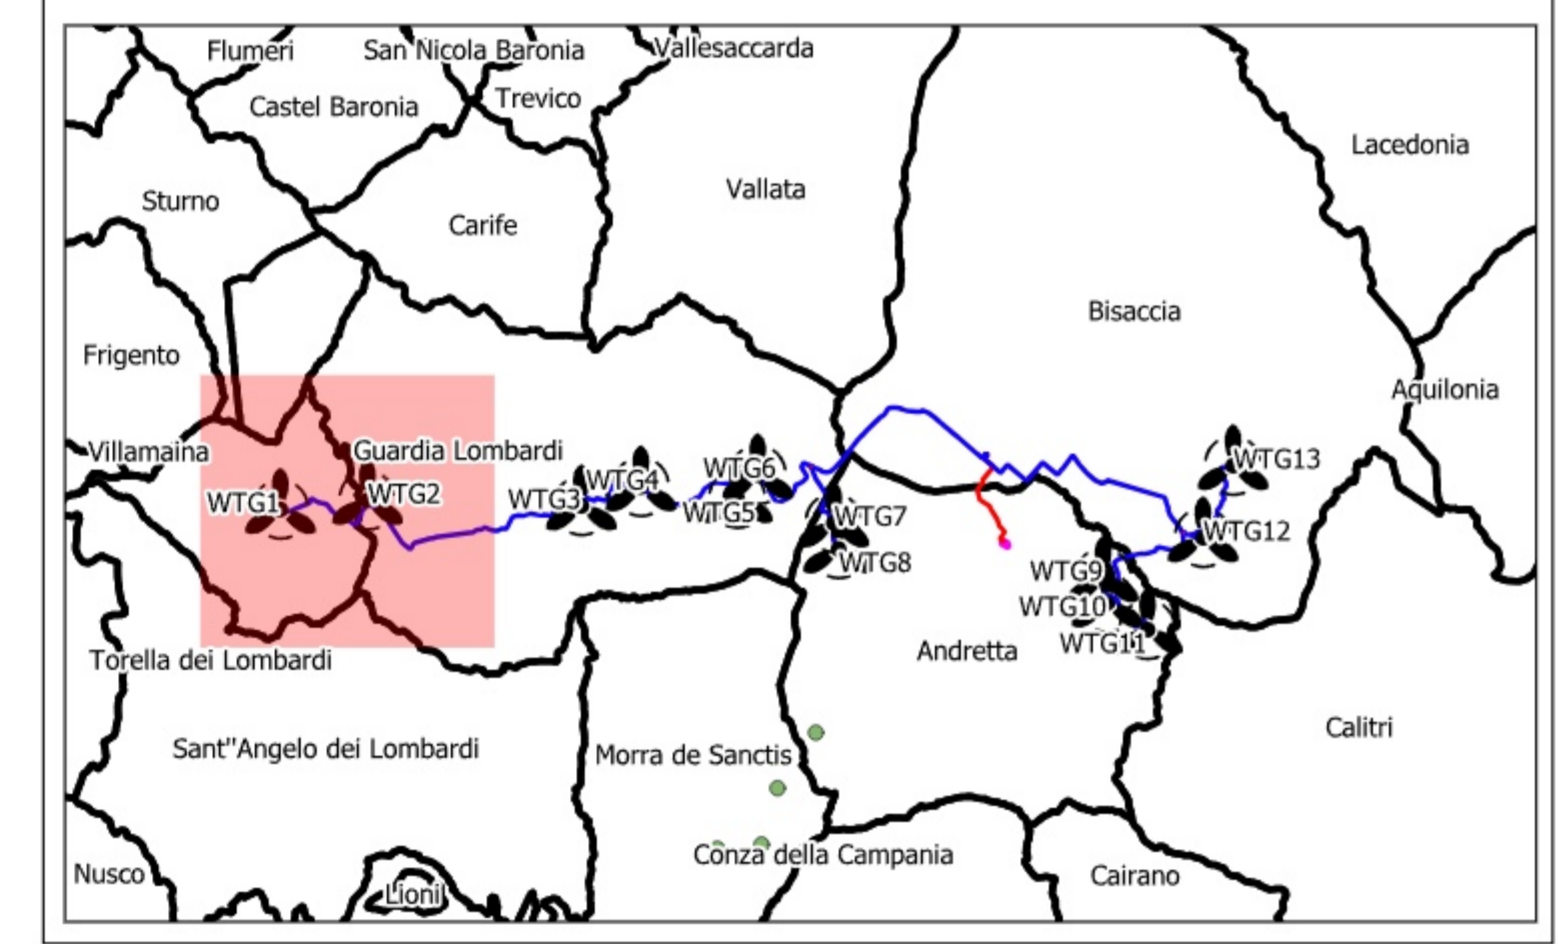 Flumeri
San Nicola Baronia
Vallesaccarda
Castel Baronia
Trevico
Lacedonia
Vallata
Sturno
Carife
Bisaccia
Frigento
Aquilonia
Villamaina
Guardia Lombardi
WTG13
WTG6
WTG4
WTG2
WTG1
WTG3
WTG5
WTG7
WTG12
WTG8
WTG9
WTG10
WTG11
Andretta
Torella dei Lombardi
Calitri
Sant"Angelo dei Lombardi
Morra de Sanctis
Conza della Campania
Nusco
Cairano
Lioni